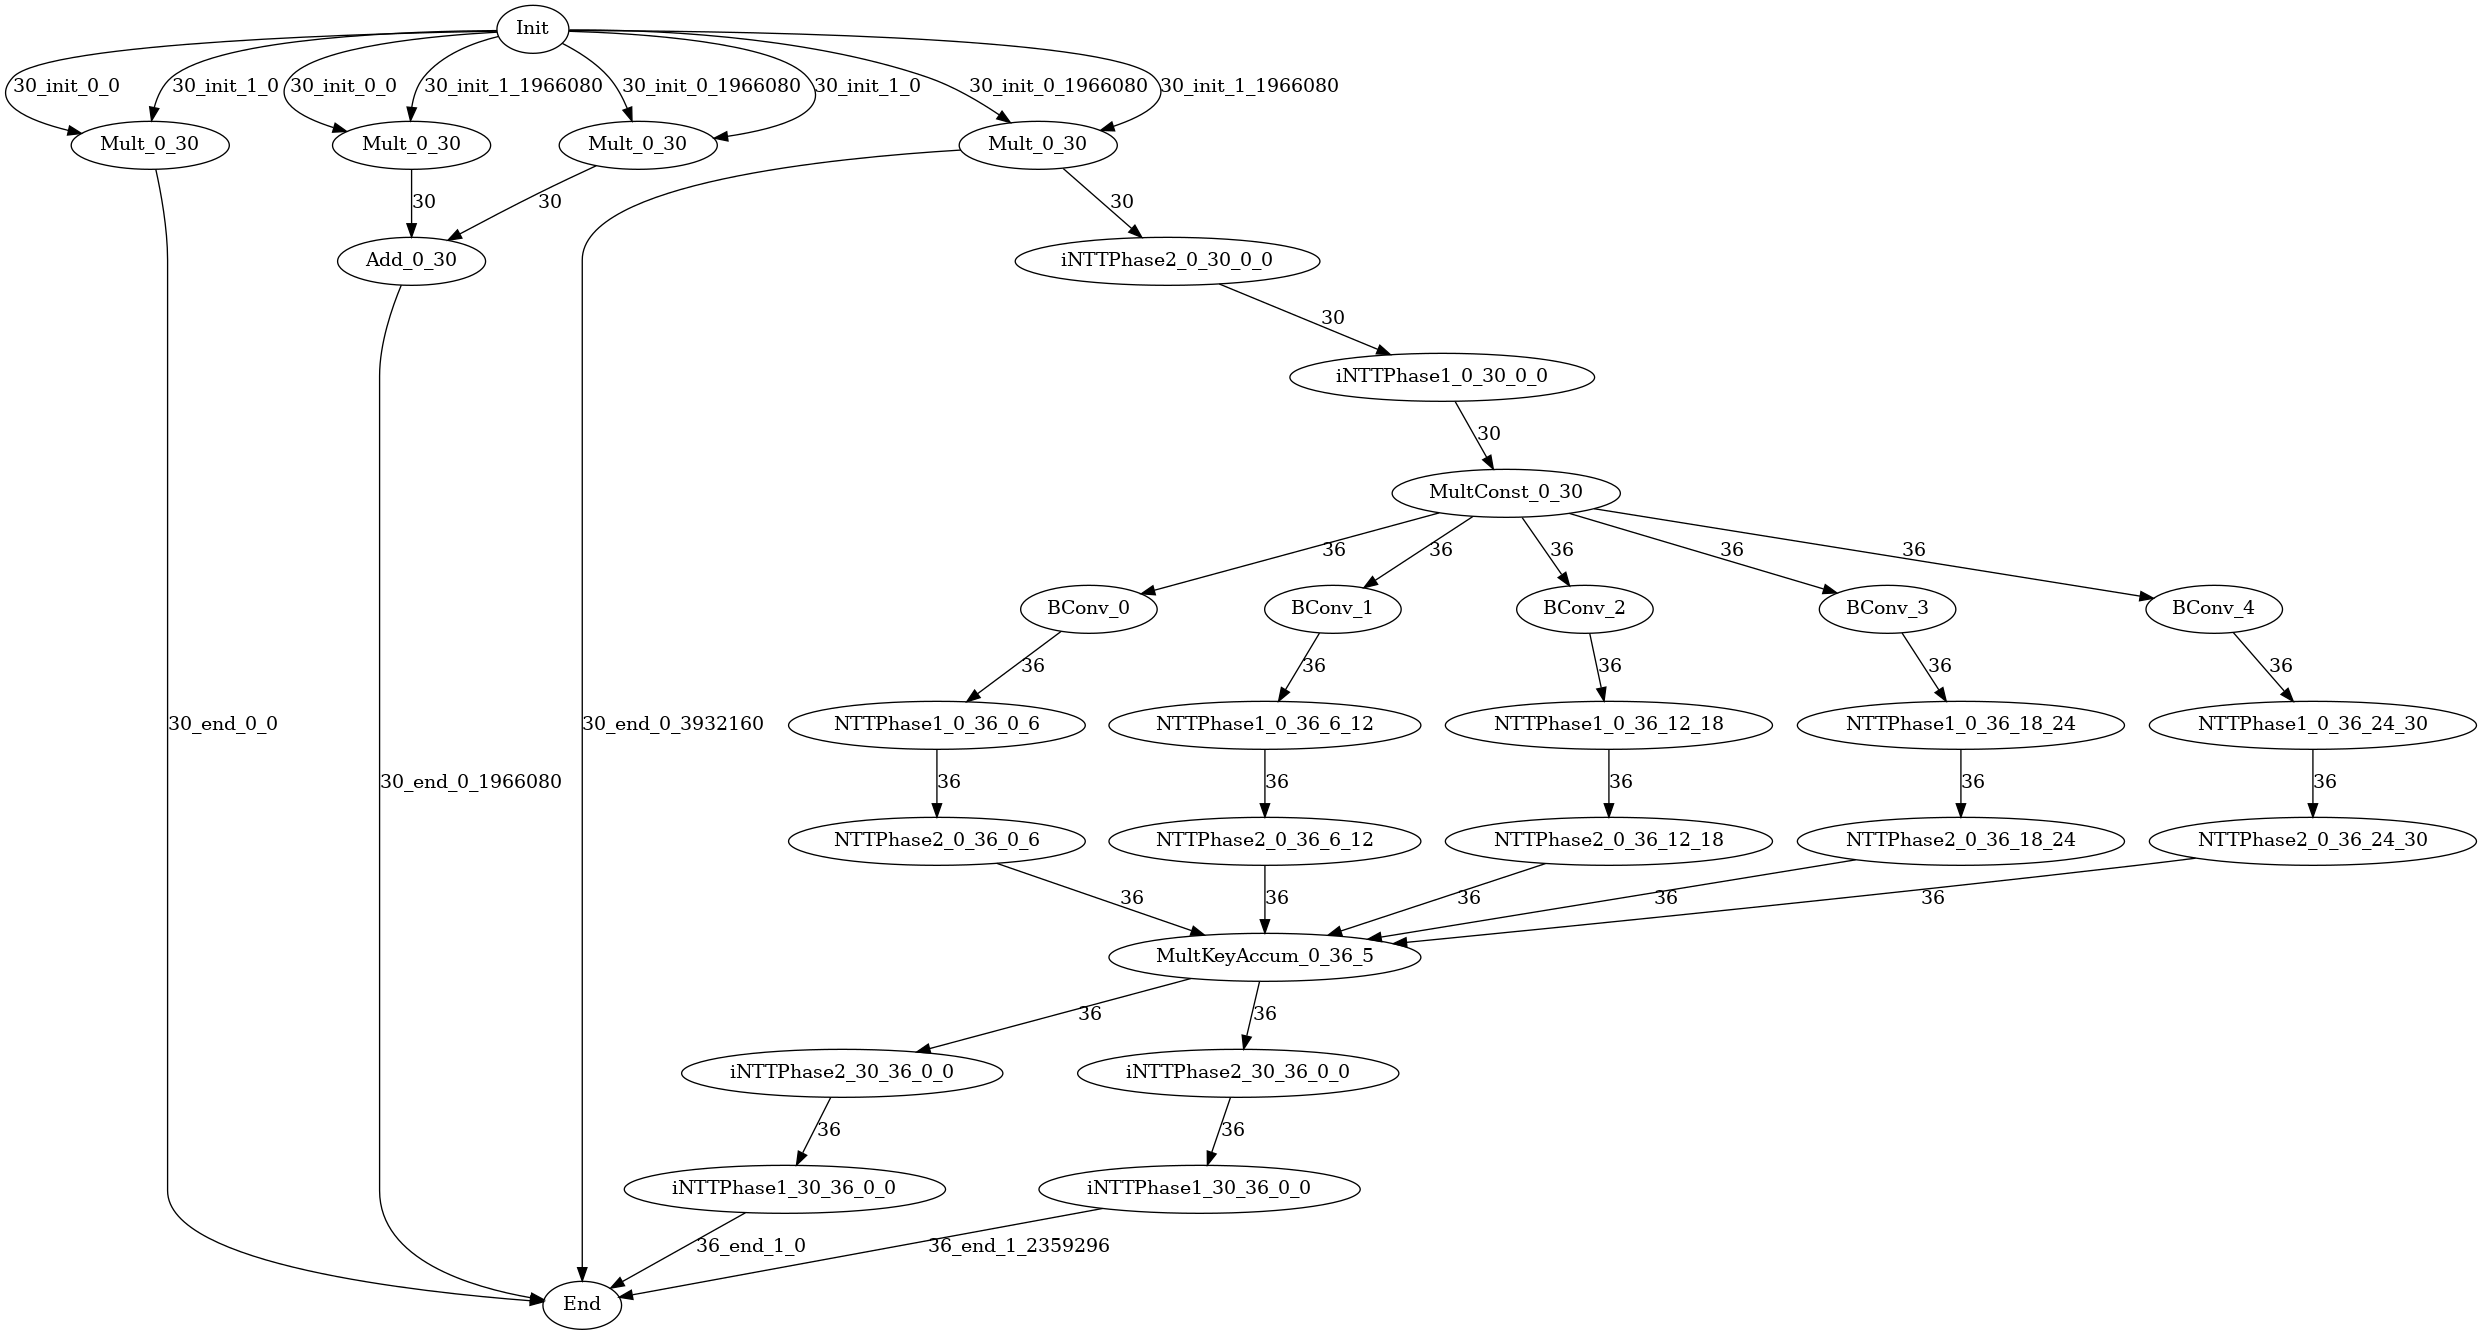 Init
30_init_0_0
30_init_1_0
30_init_0_0
30_init_1_1966080
30_init_0_1966080
30_init_1_0
30_init_0_1966080
30_init_1_1966080
Mult_0_30
Mult_0_30
Mult_0_30
Mult_0_30
30
30
30
Add_0_30
iNTTPhase2_0_30_0_0
30
iNTTPhase1_0_30_0_0
30
MultConst_0_30
36
36
36
36
36
BConv_0
BConv_1
BConv_2
BConv_3
BConv_4
36
36
36
36
36
30_end_0_0
30_end_0_3932160
NTTPhase1_0_36_0_6
NTTPhase1_0_36_6_12
NTTPhase1_0_36_12_18
NTTPhase1_0_36_18_24
NTTPhase1_0_36_24_30
30_end_0_1966080
36
36
36
36
36
NTTPhase2_0_36_0_6
NTTPhase2_0_36_6_12
NTTPhase2_0_36_12_18
NTTPhase2_0_36_18_24
NTTPhase2_0_36_24_30
36
36
36
36
36
MultKeyAccum_0_36_5
36
36
iNTTPhase2_30_36_0_0
iNTTPhase2_30_36_0_0
36
36
iNTTPhase1_30_36_0_0
iNTTPhase1_30_36_0_0
36_end_1_0
36_end_1_2359296
End